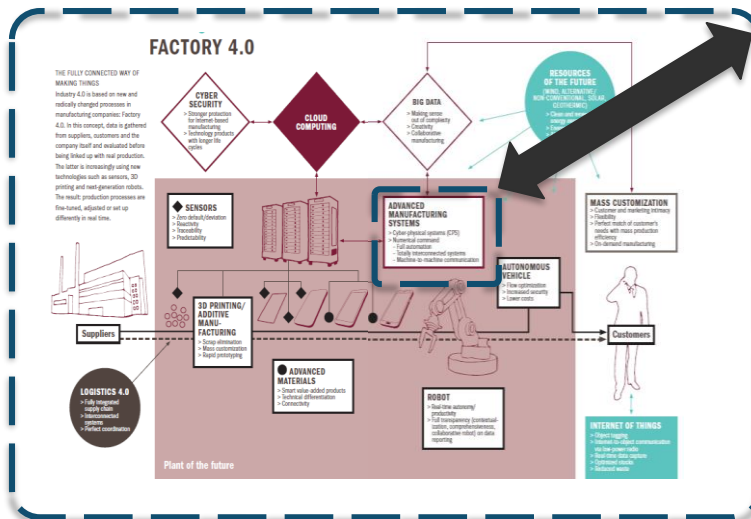 FACTORY 4.0
THE FULLY CONNECTED WAY OF
MAKING THINGS
Industry 4.0 is based on new and
radically changed processes in
manufacturing companies: Factory
4.0. In this concept, data is gathered
from suppliers, customers and the
company itself and evaluated before
being linked up with real production.
The latter is increasingly using new
technologies such as sensors, 3D
printing and next-generation robots.
The result: production processes are
fine-tuned, adjusted or set up
differently in real time.
CYBER
SECURITY
> Stronger protection
for Internet-based
manufacturing
> Technology products
with longer life
cycles
CLOUD
COMPUTING
BIG DATA
> Making sense
out of complexity
> Creativity
> Collaborative
manufacturing
RESOURCES
OF THE FUTURE
(WIND, ALTERNATIVE/
NON-CONVENTIONAL, SOLAR,
GEOTHERMIC)
> Clean and
SENSORS
> Zero default/deviation
> Reactivity
> Traceability
> Predictability
ADVANCED
MANUFACTURING
SYSTEMS
> Cyber-physical systems (CPS)
> Numerical command
– Full automation
– Totally interconnected systems
– Machine-to-machine communication
MASS CUSTOMIZATION
> Customer and marketing intimacy
> Flexibility
> Perfect match of customer's
needs with mass production
efficiency
> On-demand manufacturing
AUTONOMOUS
VEHICLE
> Flow optimization
> Increased security
> Lower costs
3D PRINTING/
ADDITIVE
MANU-
FACTURING
> Scrap elimination
> Mass customization
> Rapid prototyping
Suppliers
Customers
LOGISTICS 4.0
> Fully integrated
supply chain
> Interconnected
systems
> Perfect coordination
ADVANCED
MATERIALS
> Smart value-added products
> Technical differentiation
> Connectivity
ROBOT
> Real-time autonomy/
productivity
> Full transparency (contextual-
ization, comprehensiveness,
collaborative robot) on data
reporting
INTERNET OF THINGS
> Object tagging
> Internet-to-object communication
via low power radio
> Real-time data capture
> Optimized stocks
> Reduced waste
Plant of the future